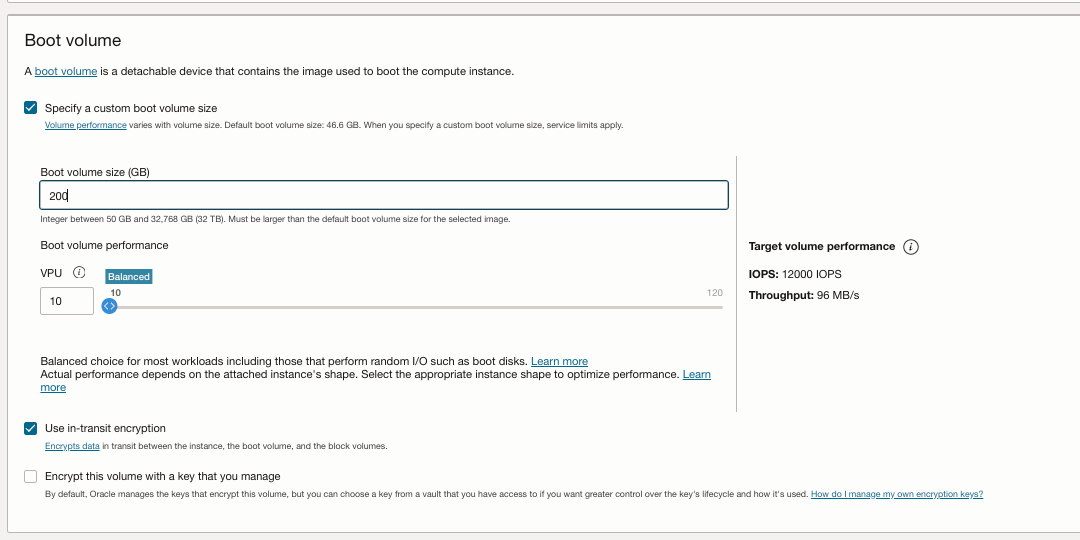 Boot volume
A boot volume is a detachable device that contains the image used to boot the compute instance.
Specify a custom boot volume size
Volume performance varies with volume size. Default boot volume size: 46.6 GB. When you specify a custom boot volume size, service limits apply.
Boot volume size (GB)
200
Integer between 50 GB and 32,768 GB (32 TB). Must be larger than the default boot volume size for the selected image.
Boot volume performance
VPU
Balanced
10
10
120
Target volume performance
IOPS: 12000 IOPS
Throughput: 96 MB/s
Balanced choice for most workloads including those that perform random I/O such as boot disks. Learn more
Actual performance depends on the attached instance's shape. Select the appropriate instance shape to optimize performance. Learn
more
Use in-transit encryption
Encrypts data in transit between the instance, the boot volume, and the block volumes.
Encrypt this volume with a key that you manage
By default, Oracle manages the keys that encrypt this volume, but you can choose a key from a vault that you have access to if you want greater control over the key's lifecycle and how it's used. How do I manage my own encryption keys?